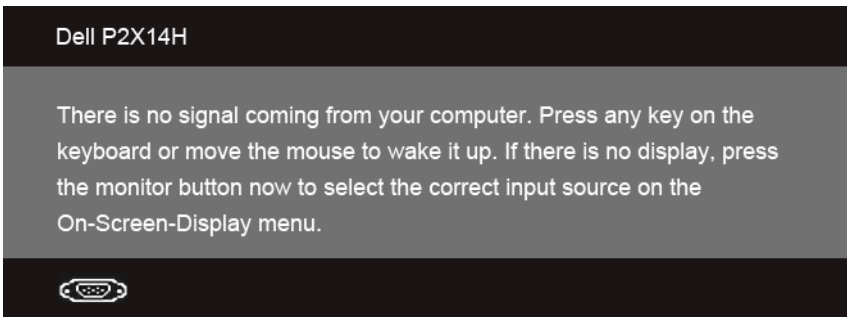 Dell P2X14H
There is no signal coming from your computer. Press any key on the
keyboard or move the mouse to wake it up. If there is no display, press
the monitor button now to select the correct input source on the
On-Screen-Display menu.